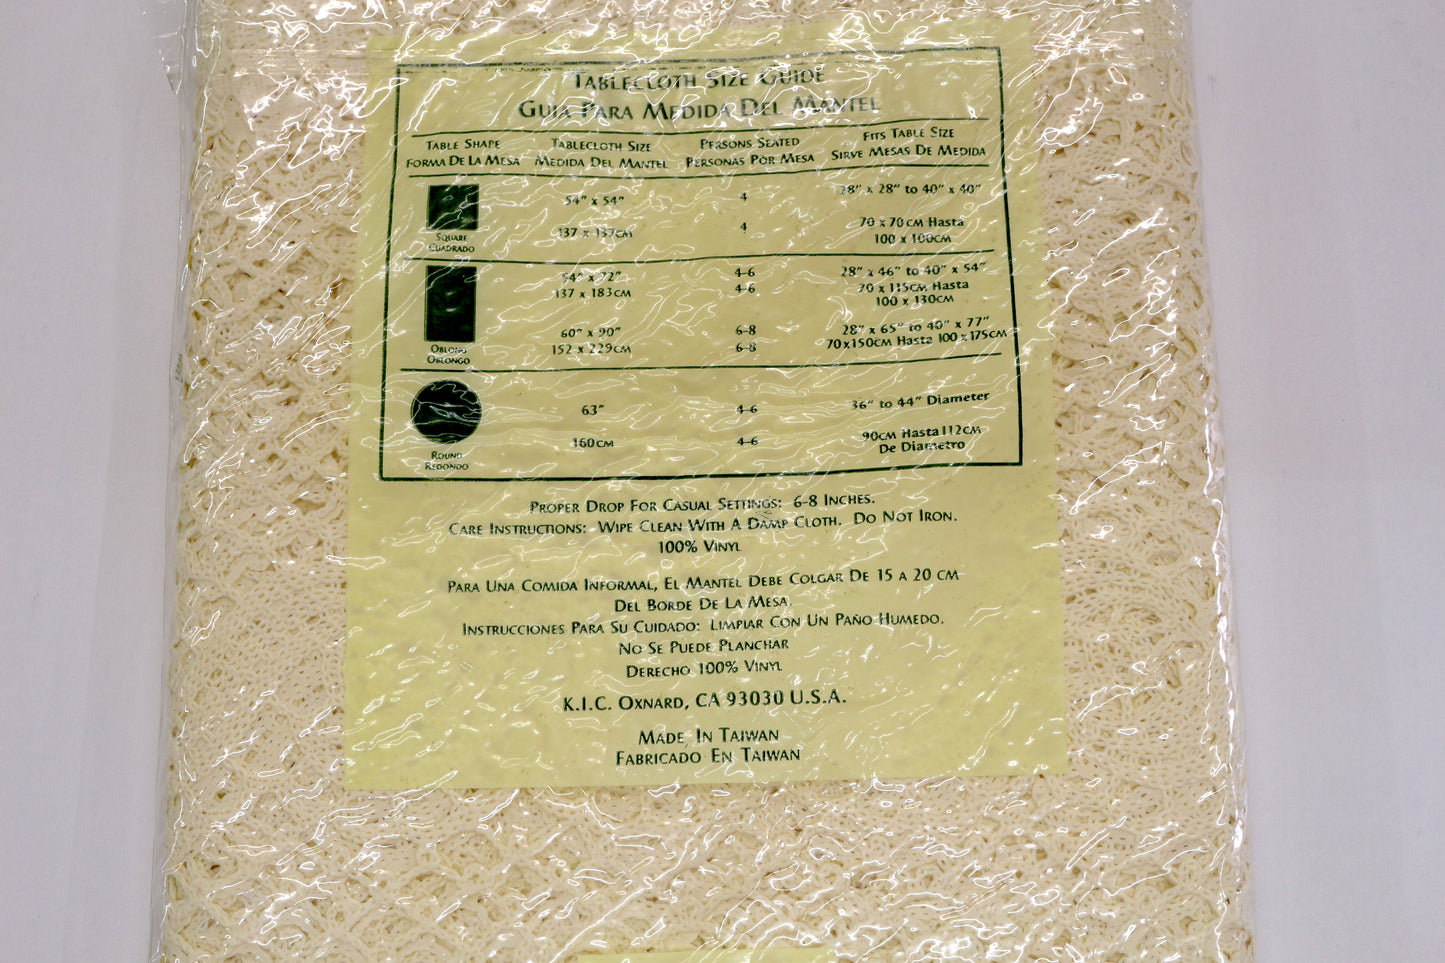 TABLECLOTH SIZE GUIDE
GUIA PARA MEDIDA DEL MANTEL
TABLE SHAPE TABLECLOTH SIZE PERSONS SEATED FITS TABLE SIZE
FORMA DE LA MESA MEDIDA DEL MANTEL PERSONAS POR MESA SIRVE MESAS DE MEDIDA
54" x 54" 4 28" x 28" to 40" x 40"
137 x 137CM 4 70 x 70CM Hasta
100 x 100CM
SQUARE
CUADRADO
54" x 72" 4-6 28" x 46" to 40" x 54"
137 x 183CM 4-6 70 x 115CM Hasta
100 x 130CM
60" x 90" 6-8 28" x 65" to 40" x 77"
152 x 229CM 6-8 70x150CM Hasta 100 x175CM
OBLONG
OBLONGO
63" 4-6 36" to 44" Diameter
160CM 4-6 90CM Hasta112CM
De Diametro
ROUND
REDONDO
PROPER DROP FOR CASUAL SETTINGS: 6-8 INCHES.
CARE INSTRUCTIONS: WIPE CLEAN WITH A DAMP CLOTH. DO NOT IRON.
100% VINYL
PARA UNA COMIDA INFORMAL, EL MANTEL DEBE COLGAR DE 15 A 20 CM
DEL BORDE DE LA MESA.
INSTRUCCIONES PARA SU CUIDADO: LIMPIAR CON UN PAÑO HUMEDO.
NO SE PUEDE PLANCHAR
DERECHO 100% VINYL
K.I.C. OXNARD, CA 93030 U.S.A.
MADE IN TAIWAN
FABRICADO EN TAIWAN